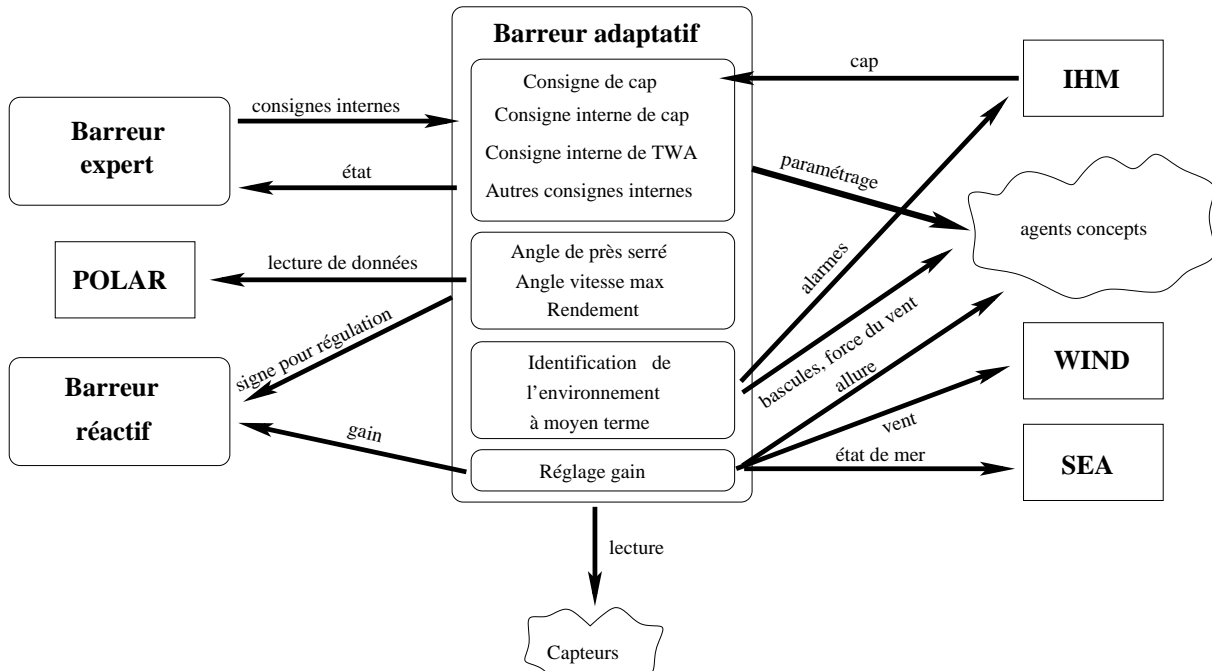 Barreur adaptatif
Consigne de cap
Consigne interne de cap
Consigne interne de TWA
Autres consignes internes
Angle de près serré
Angle vitesse max
Rendement
Identification de
l'environnement
à moyen terme
Réglage gain
Barreur
expert
consignes internes
état
POLAR
lecture de données
signe pour régulation
Barreur
réactif
gain
cap
IHM
paramétrage
agents concepts
alarmes
bascules, force du vent
allure
WIND
vent
SEA
état de mer
lecture
Capteurs